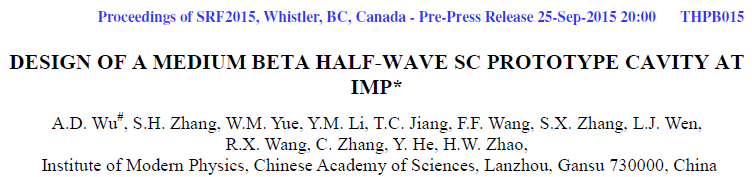 Proceedings of SRF2015, Whistler, BC, Canada - Pre-Press Release 25-Sep-2015 20:00 THPB015
DESIGN OF A MEDIUM BETA HALF-WAVE SC PROTOTYPE CAVITY AT
IMP*
A.D. Wu#, S.H. Zhang, W.M. Yue, Y.M. Li, T.C. Jiang, F.F. Wang, S.X. Zhang, L.J. Wen,
R.X. Wang, C. Zhang, Y. He, H.W. Zhao,
Institute of Modern Physics, Chinese Academy of Sciences, Lanzhou, Gansu 730000, China